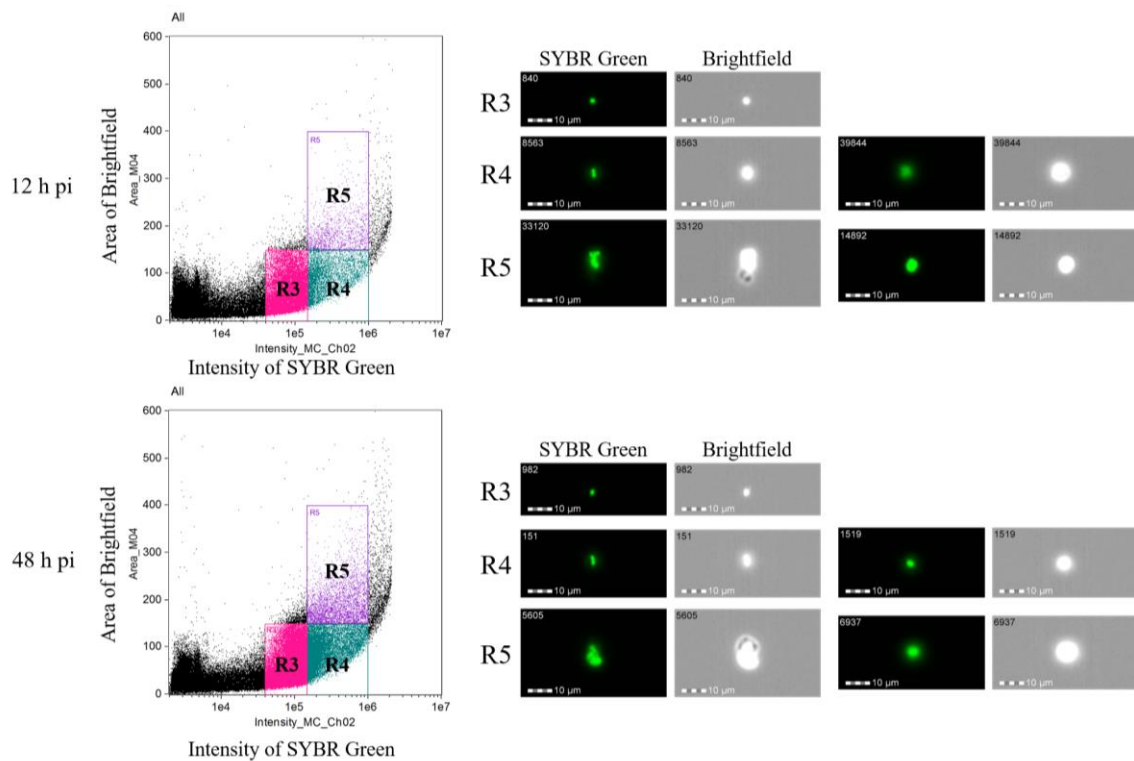 All
600
500
400
300
200
100
0
1e4 1e5 1e6 1e7
Area of Brightfield
Area_M04
R5
R5
R3
R4
Intensity_MC_Ch02
Intensity of SYBR Green
12 h pi
SYBR Green Brightfield
R3
840
10 µm
840
10 µm
R4
8563
10 µm
8563
10 µm
39844
10 µm
39844
10 µm
R5
33120
10 µm
33120
10 µm
14892
10 µm
14892
10 µm
All
600
500
400
300
200
100
0
1e4 1e5 1e6 1e7
Area of Brightfield
Area_M04
R5
R5
R3
R4
Intensity_MC_Ch02
Intensity of SYBR Green
48 h pi
SYBR Green Brightfield
R3
982
10 µm
982
10 µm
R4
151
10 µm
151
10 µm
1519
10 µm
1519
10 µm
R5
5605
10 µm
5605
10 µm
6937
10 µm
6937
10 µm